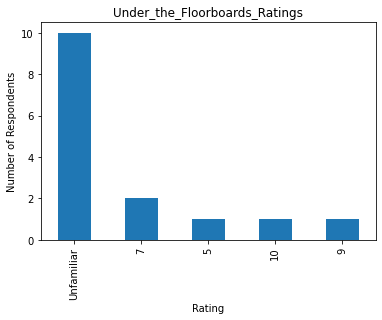 Under_the_Floorboards_Ratings
Number of Respondents
10
8
6
4
2
0
Unfamiliar
7
5
10
9
Rating